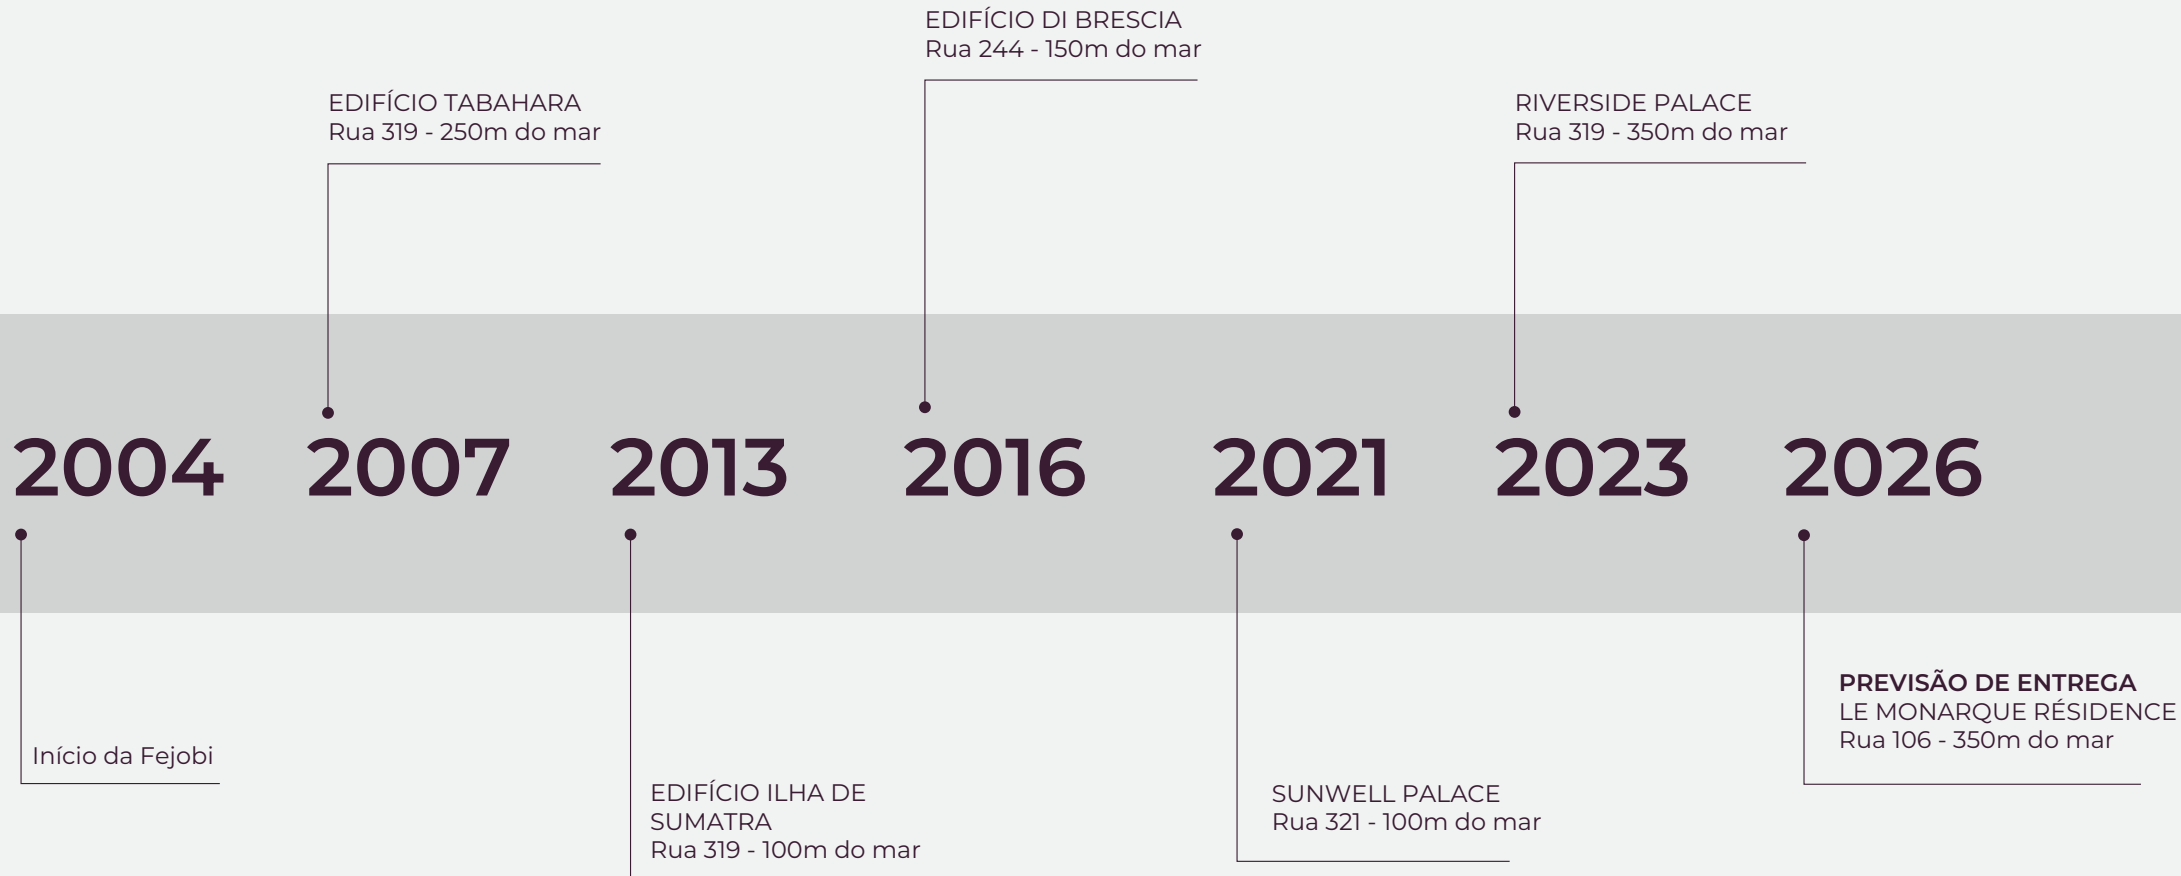 EDIFÍCIO DI BRESCIA
Rua 244 - 150m do mar
EDIFÍCIO TABAHARA
Rua 319 - 250m do mar
RIVERSIDE PALACE
Rua 319 - 350m do mar
2004 2007 2013 2016 2021 2023 2026
Início da Fejobi
EDIFÍCIO ILHA DE
SUMATRA
Rua 319 - 100m do mar
SUNWELL PALACE
Rua 321 - 100m do mar
PREVISÃO DE ENTREGA
LE MONARQUE RÉSIDENCE
Rua 106 - 350m do mar